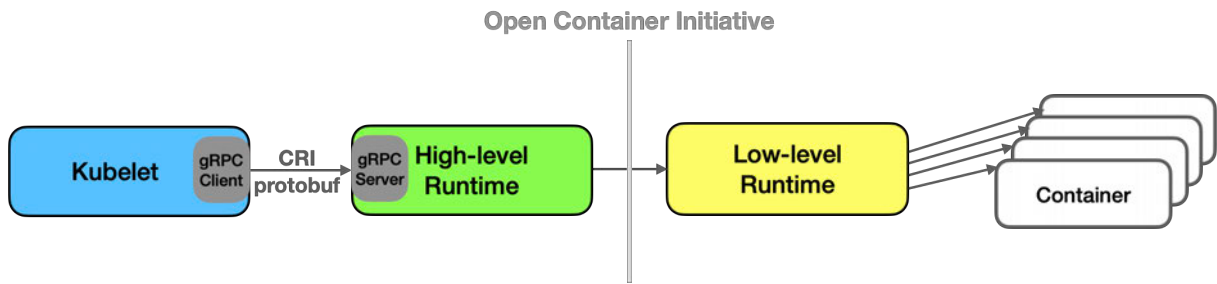 Open Container Initiative
Kubelet
gRPC
Client
CRI
protobuf
gRPC
Server
High-level
Runtime
Low-level
Runtime
Container